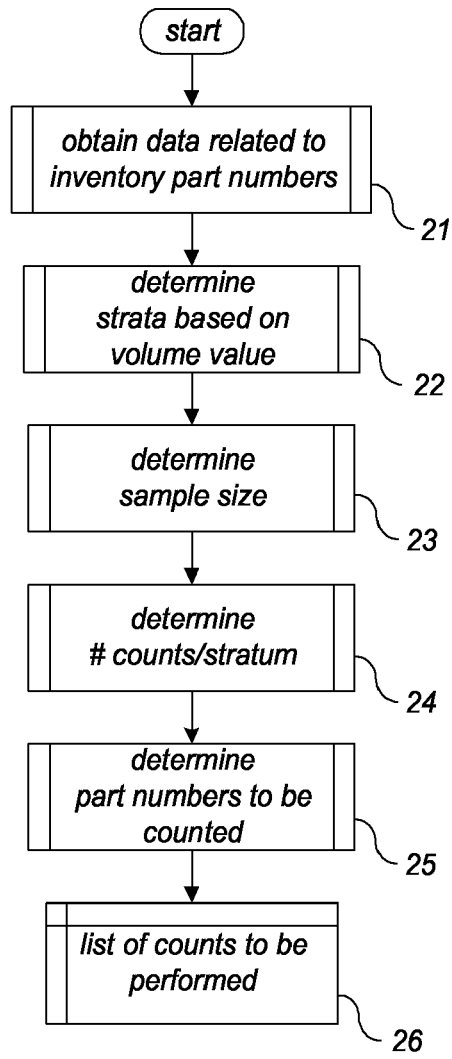 start
obtain data related to
inventory part numbers
21
determine
strata based on
volume value
22
determine
sample size
23
determine
# counts/stratum
24
determine
part numbers to be
counted
25
list of counts to be
performed
26